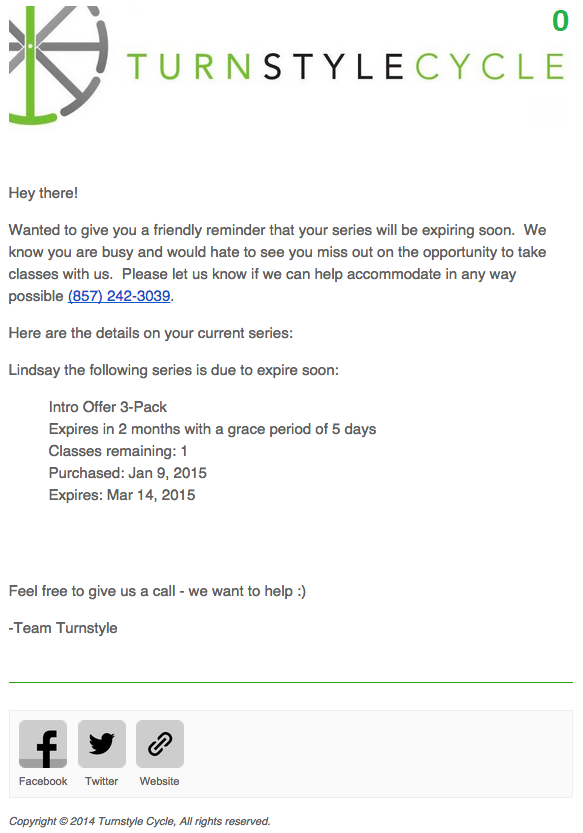 0
TURNSTYLECYCLE
Hey there!
Wanted to give you a friendly reminder that your series will be expiring soon.  We
know you are busy and would hate to see you miss out on the opportunity to take
classes with us.  Please let us know if we can help accommodate in any way
possible (857) 242-3039.
Here are the details on your current series:
Lindsay the following series is due to expire soon:
Intro Offer 3-Pack
Expires in 2 months with a grace period of 5 days
Classes remaining: 1
Purchased: Jan 9, 2015
Expires: Mar 14, 2015
Feel free to give us a call - we want to help :)
-Team Turnstyle
Facebook Twitter Website
Copyright © 2014 Turnstyle Cycle, All rights reserved.